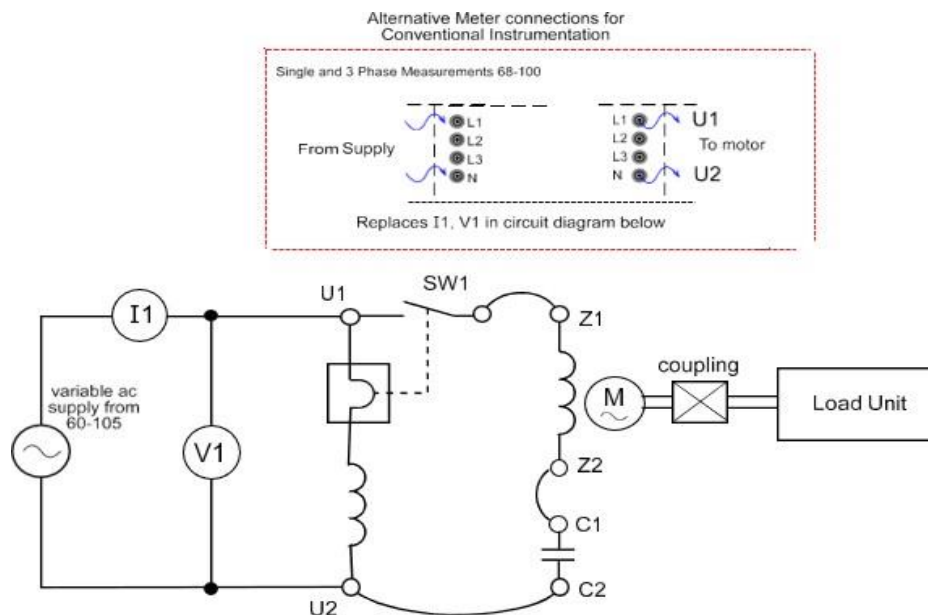 Alternative Meter connections for
Conventional Instrumentation
Single and 3 Phase Measurements 68-100
L1
L2
L3
N
From Supply
L1
L2
L3
N
U1
To motor
U2
Replaces I1, V1 in circuit diagram below
I1
U1
SW1
Z1
variable ac
supply from
60-105
V1
M
coupling
Load Unit
Z2
C1
C2
U2